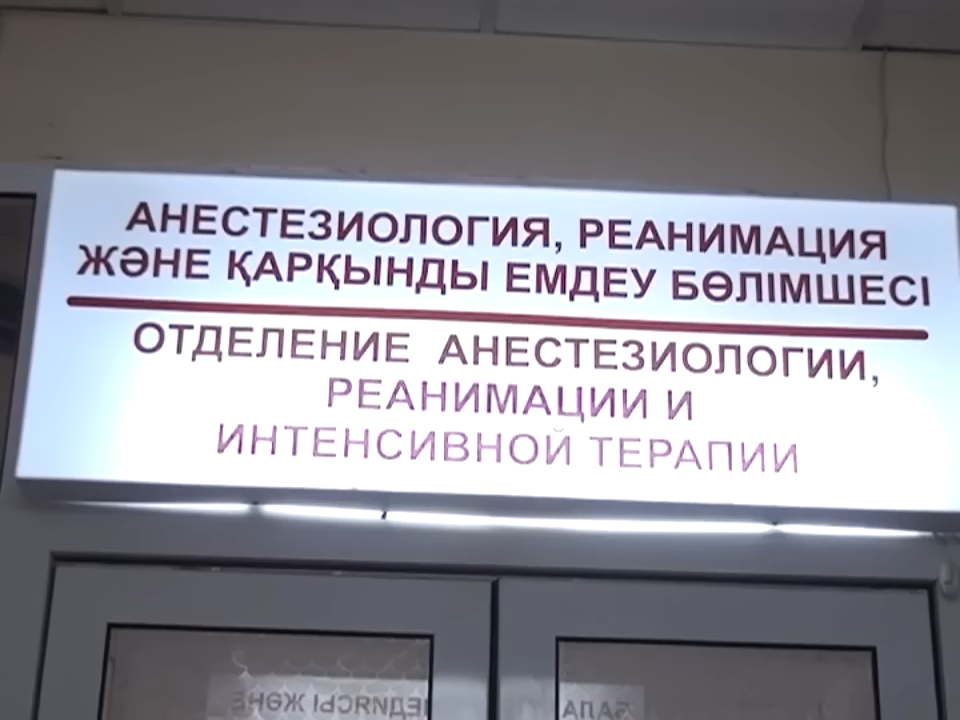 АНЕСТЕЗИОЛОГИЯ, РЕАНИМАЦИЯ
ЖӘНЕ ҚАРҚЫНДЫ ЕМДЕУ БӨЛІМШЕСІ
ОТДЕЛЕНИЕ АНЕСТЕЗИОЛОГИИ,
РЕАНИМАЦИИ И
ИНТЕНСИВНОЙ ТЕРАПИИ